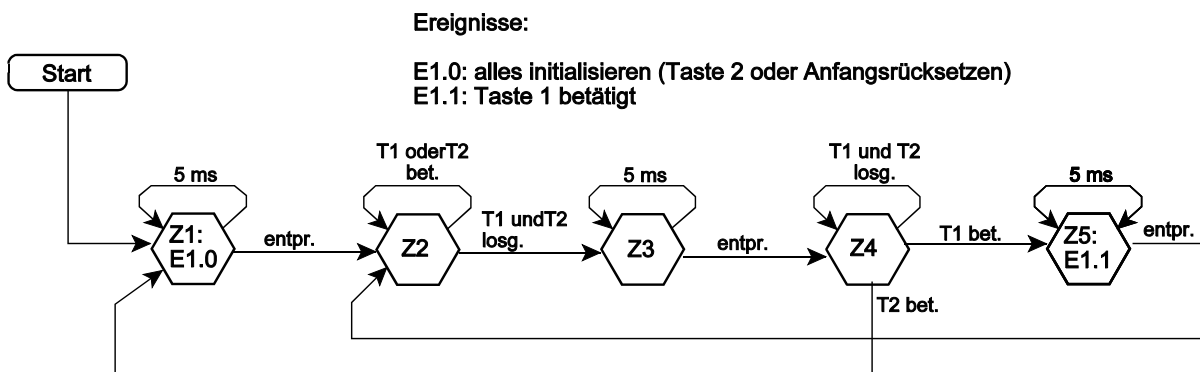 Ereignisse:
Start
E1.0: alles initialisieren (Taste 2 oder Anfangsrücksetzen)
E1.1: Taste 1 betätigt
5 ms
T1 oderT2
bet.
5 ms
T1 und T2
losg.
5 ms
Z1:
E1.0
entpr.
Z2
T1 undT2
losg.
Z3
entpr.
Z4
T1 bet.
Z5:
E1.1
entpr.
T2 bet.